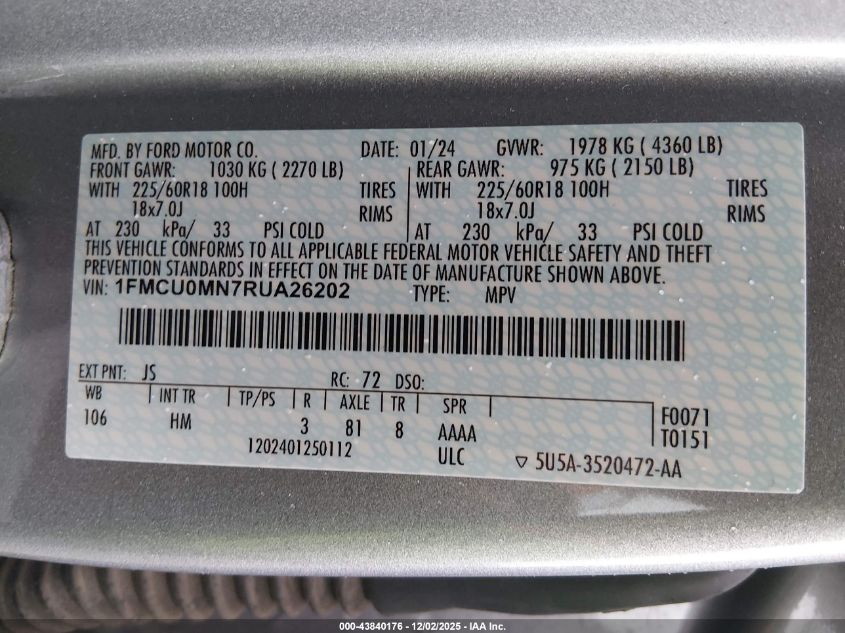 MFD. BY FORD MOTOR CO. DATE: 01/24 GVWR: 1978 KG ( 4360 LB)
FRONT GAWR: 1030 KG ( 2270 LB) REAR GAWR: 975 KG ( 2150 LB)
WITH 225/60R18 100H TIRES WITH 225/60R18 100H TIRES
18x7.0J RIMS 18x7.0J RIMS
AT 230 kPa/ 33 PSI COLD AT 230 kPa/ 33 PSI COLD
THIS VEHICLE CONFORMS TO ALL APPLICABLE FEDERAL MOTOR VEHICLE SAFETY AND THEFT
PREVENTION STANDARDS IN EFFECT ON THE DATE OF MANUFACTURE SHOWN ABOVE.
VIN: 1FMCU0MN7RUA26202 TYPE: MPV
EXT PNT: JS RC: 72 DSO:
WB INT TR TP/PS R AXLE TR SPR F0071
106 HM 3 81 8 AAAA T0151
1202401250112 ULC ▽ 5U5A-3520472-AA
000-43840176 - 12/02/2025 - IAA Inc.